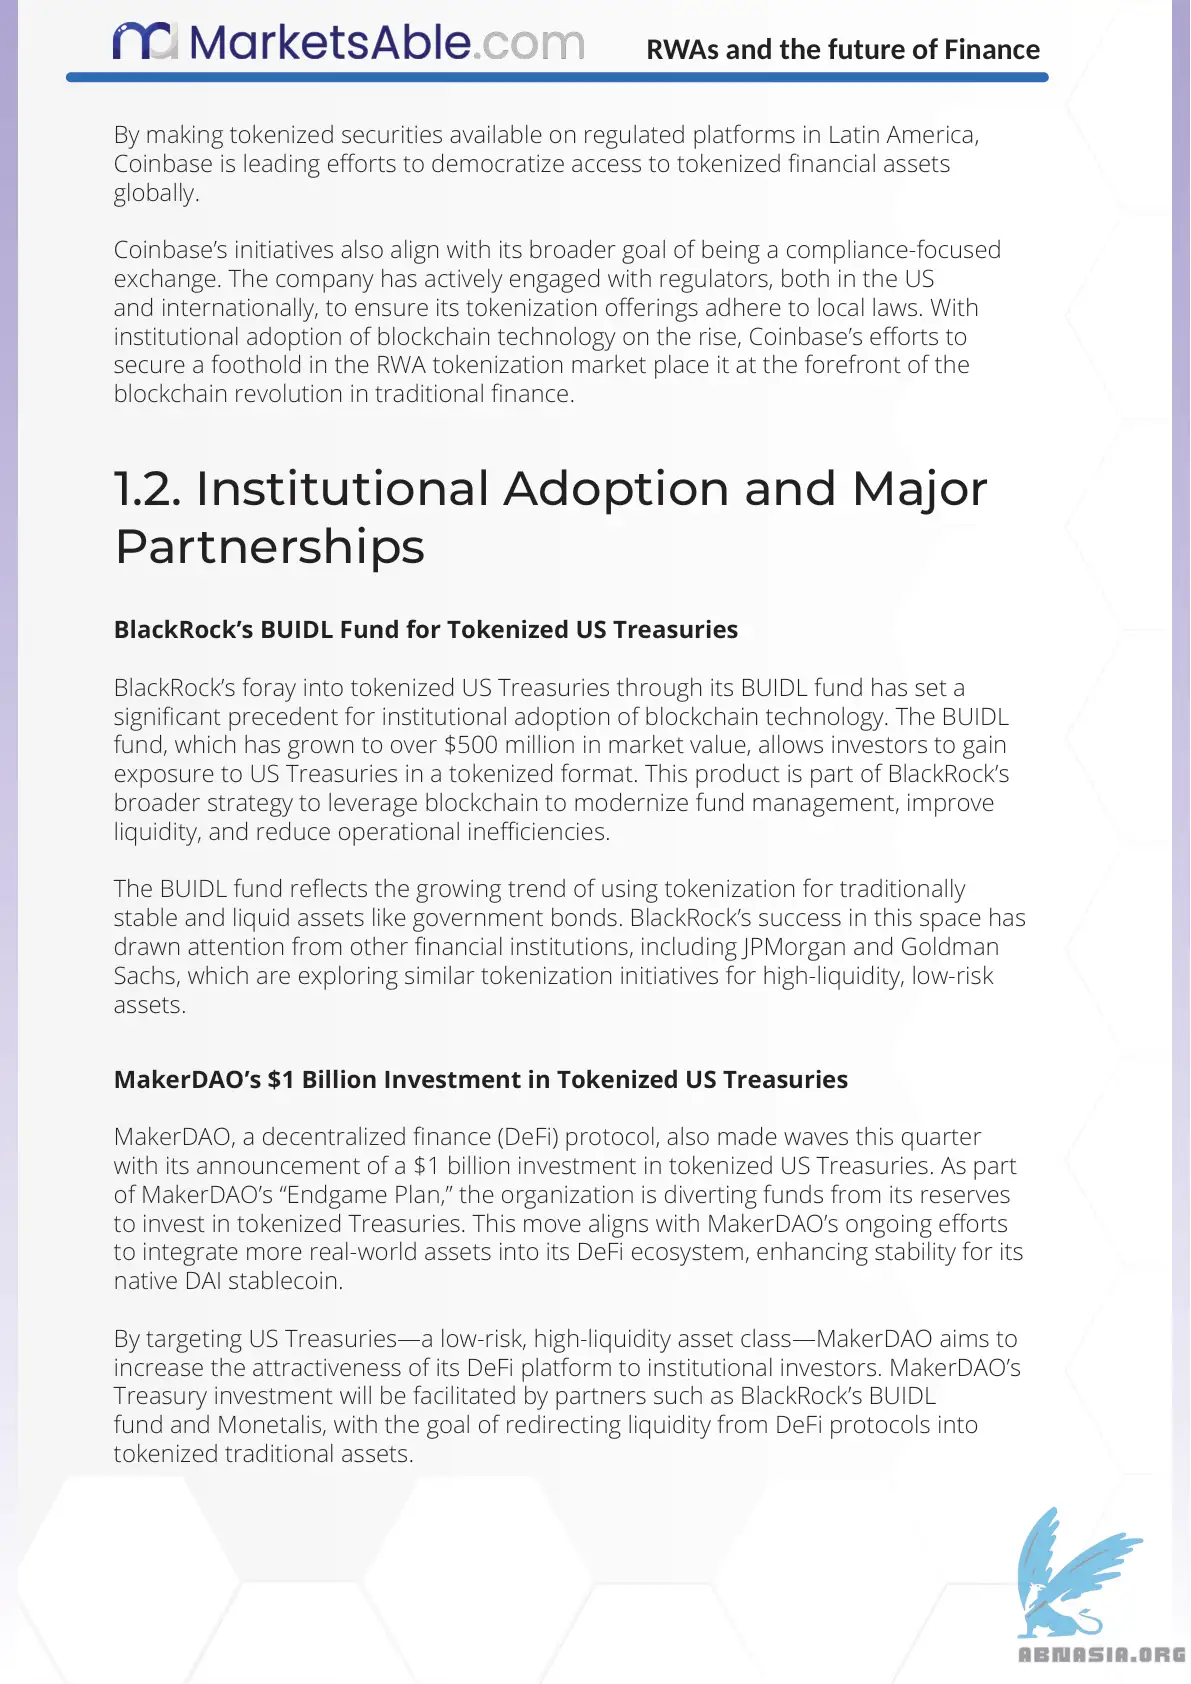 ma MarketsAble.com
RWAs and the future of Finance
By making tokenized securities available on regulated platforms in Latin America,
Coinbase is leading efforts to democratize access to tokenized financial assets
globally.
Coinbase’s initiatives also align with its broader goal of being a compliance-focused
exchange. The company has actively engaged with regulators, both in the US
and internationally, to ensure its tokenization offerings adhere to local laws. With
institutional adoption of blockchain technology on the rise, Coinbase’s efforts to
secure a foothold in the RWA tokenization market place it at the forefront of the
blockchain revolution in traditional finance.
1.2. Institutional Adoption and Major
Partnerships
BlackRock’s BUIDL Fund for Tokenized US Treasuries
BlackRock’s foray into tokenized US Treasuries through its BUIDL fund has set a
significant precedent for institutional adoption of blockchain technology. The BUIDL
fund, which has grown to over $500 million in market value, allows investors to gain
exposure to US Treasuries in a tokenized format. This product is part of BlackRock’s
broader strategy to leverage blockchain to modernize fund management, improve
liquidity, and reduce operational inefficiencies.
The BUIDL fund reflects the growing trend of using tokenization for traditionally
stable and liquid assets like government bonds. BlackRock’s success in this space has
drawn attention from other financial institutions, including JPMorgan and Goldman
Sachs, which are exploring similar tokenization initiatives for high-liquidity, low-risk
assets.
MakerDAO’s $1 Billion Investment in Tokenized US Treasuries
MakerDAO, a decentralized finance (DeFi) protocol, also made waves this quarter
with its announcement of a $1 billion investment in tokenized US Treasuries. As part
of MakerDAO’s “Endgame Plan,” the organization is diverting funds from its reserves
to invest in tokenized Treasuries. This move aligns with MakerDAO’s ongoing efforts
to integrate more real-world assets into its DeFi ecosystem, enhancing stability for its
native DAI stablecoin.
By targeting US Treasuries—a low-risk, high-liquidity asset class—MakerDAO aims to
increase the attractiveness of its DeFi platform to institutional investors. MakerDAO’s
Treasury investment will be facilitated by partners such as BlackRock’s BUIDL
fund and Monetalis, with the goal of redirecting liquidity from DeFi protocols into
tokenized traditional assets.
ABNASIA.ORG